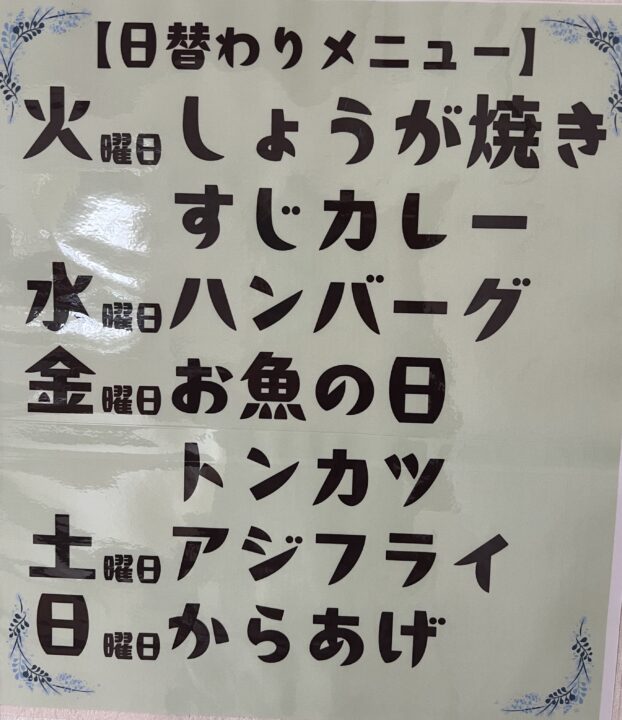 【日替わりメニュー】
火曜日 しょうが焼き
すじカレー
水曜日 ハンバーグ
金曜日 お魚の日
トンカツ
土曜日 アジフライ
日曜日 からあげ